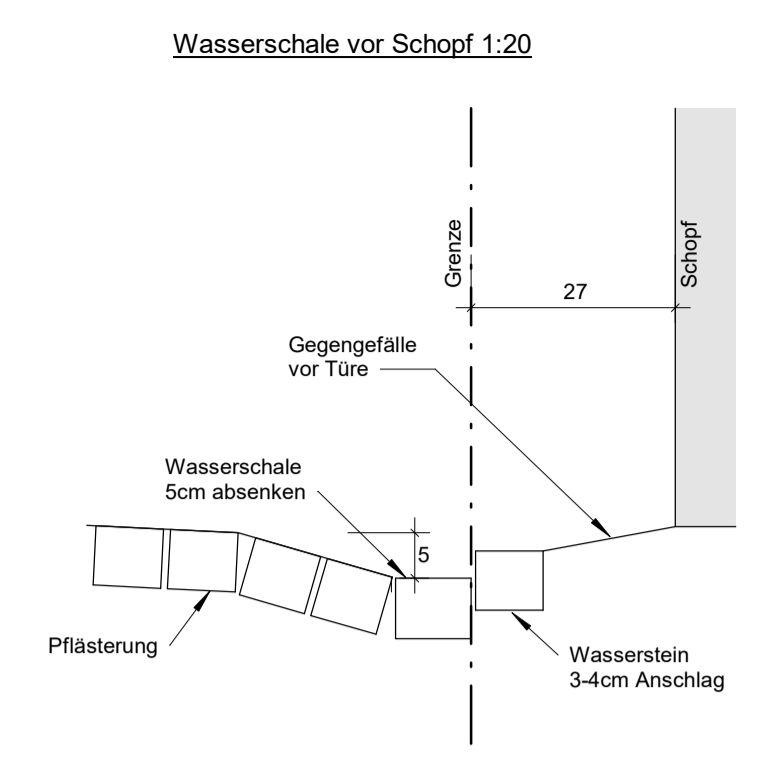 Wasserschale vor Schopf 1:20
Grenze
Schopf
27
Gegengefälle
vor Türe
Wasserschale
5cm absenken
5
Pflästerung
Wasserstein
3-4cm Anschlag